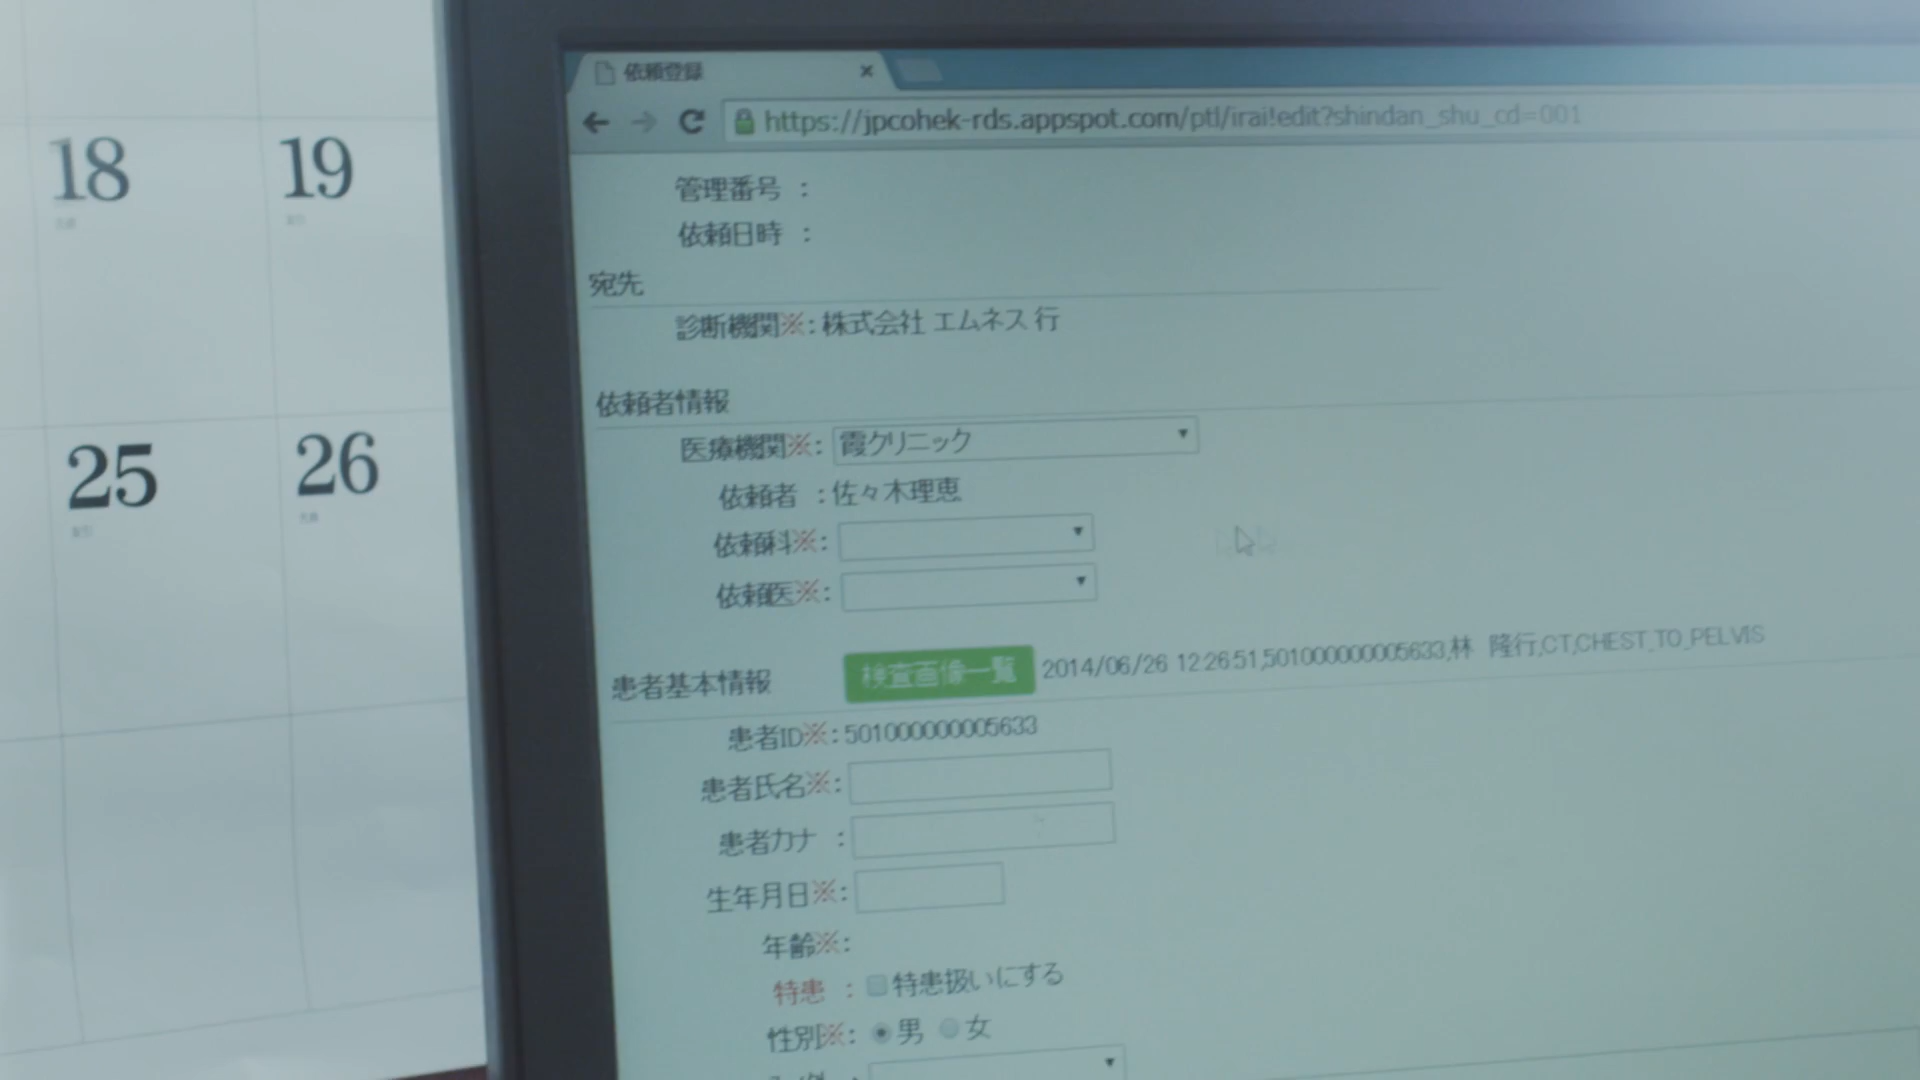 18
19
25
26
依頼登録
https://jpcohek-rds.appspot.com/ptl/irai!edit?shindan_shu_cd=001
管理番号 :
依頼日時 :
宛先
診断機関※: 株式会社 エムネス 行
依頼者情報
医療機関※: 霞クリニック
依頼者 : 佐々木理恵
依頼科※:
依頼医※:
患者基本情報 検査画像一覧 2014/06/26 12:26:51,501000000005633,林 隆行,CT,CHEST_TO_PELVIS
患者ID※: 501000000005633
患者氏名※:
患者カナ :
生年月日※:
年齢※:
特患 : 特患扱いにする
性別※: 男 女